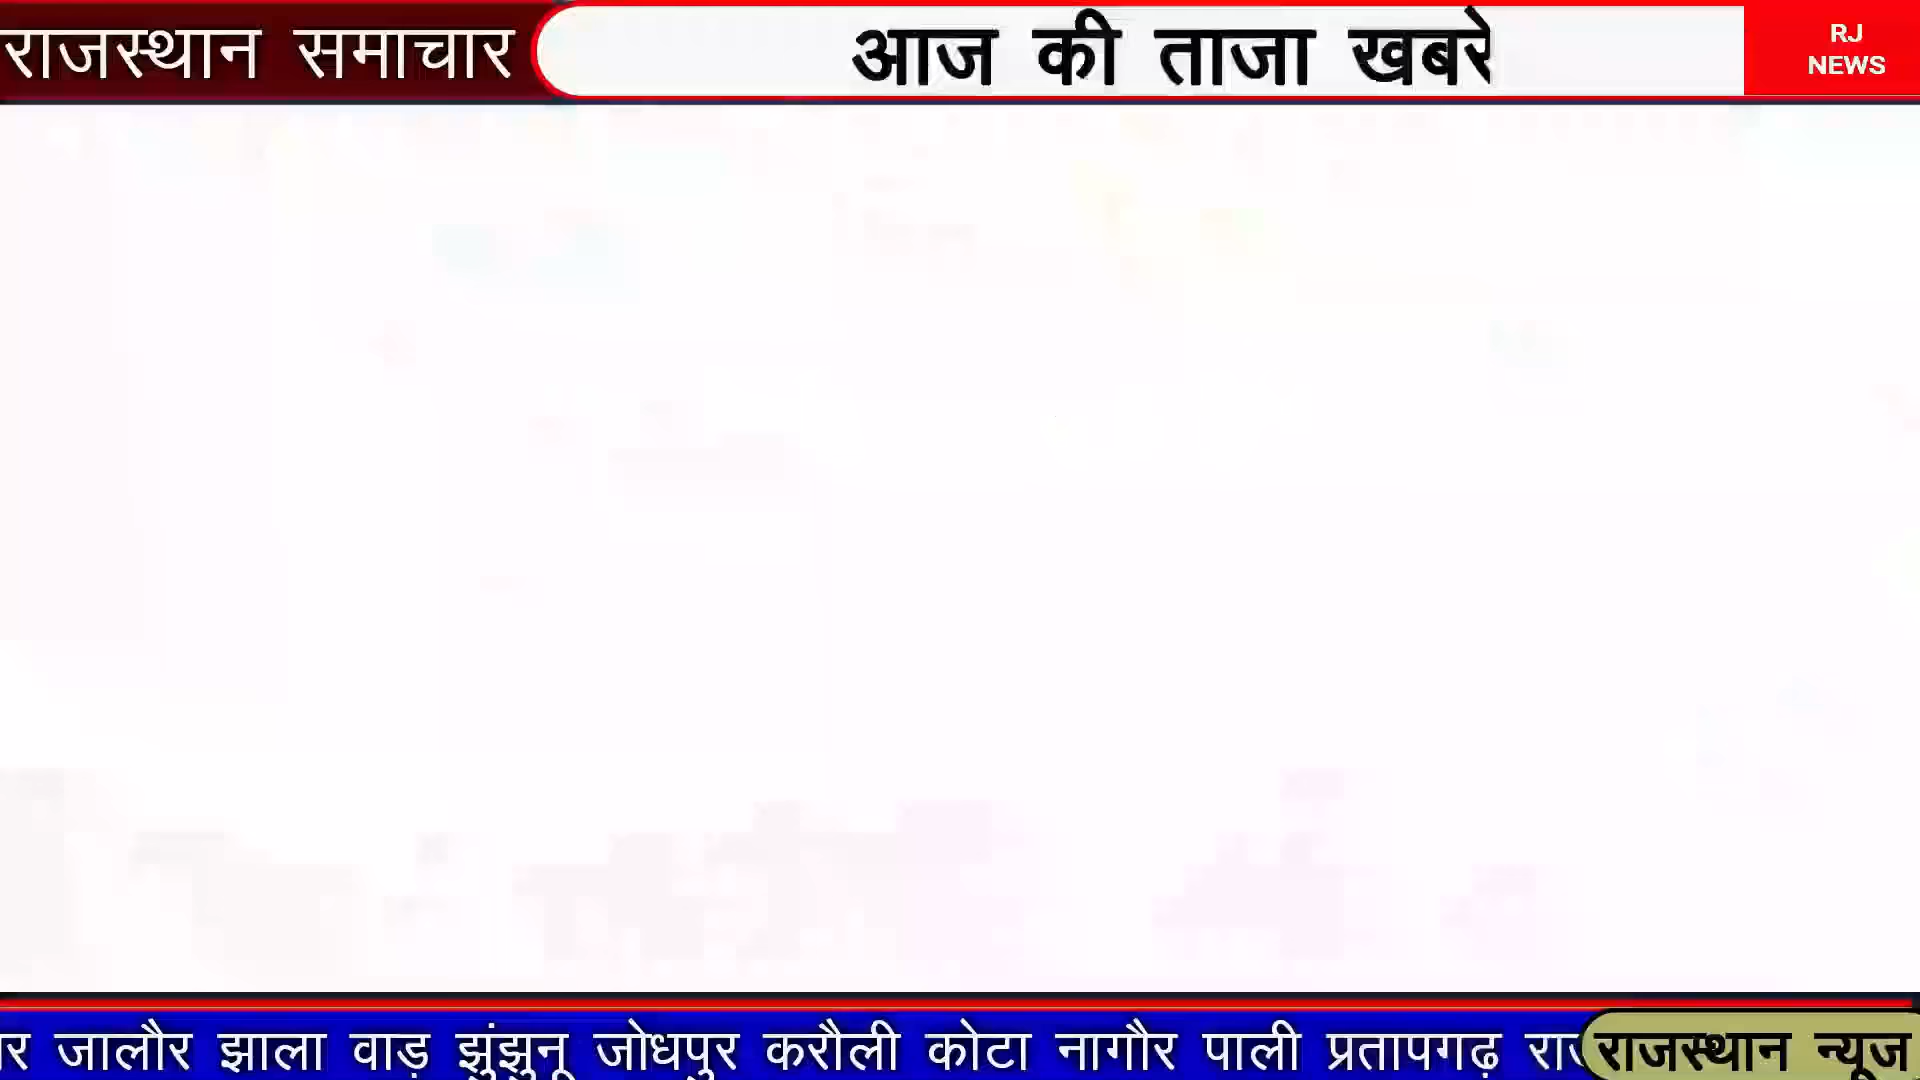 राजस्थान समाचार
आज की ताजा खबरे
RJ
NEWS
जालौर झाला वाड़ झुंझुनू जोधपुर करौली कोटा नागौर पाली प्रतापगढ़
राजस्थान न्यूज